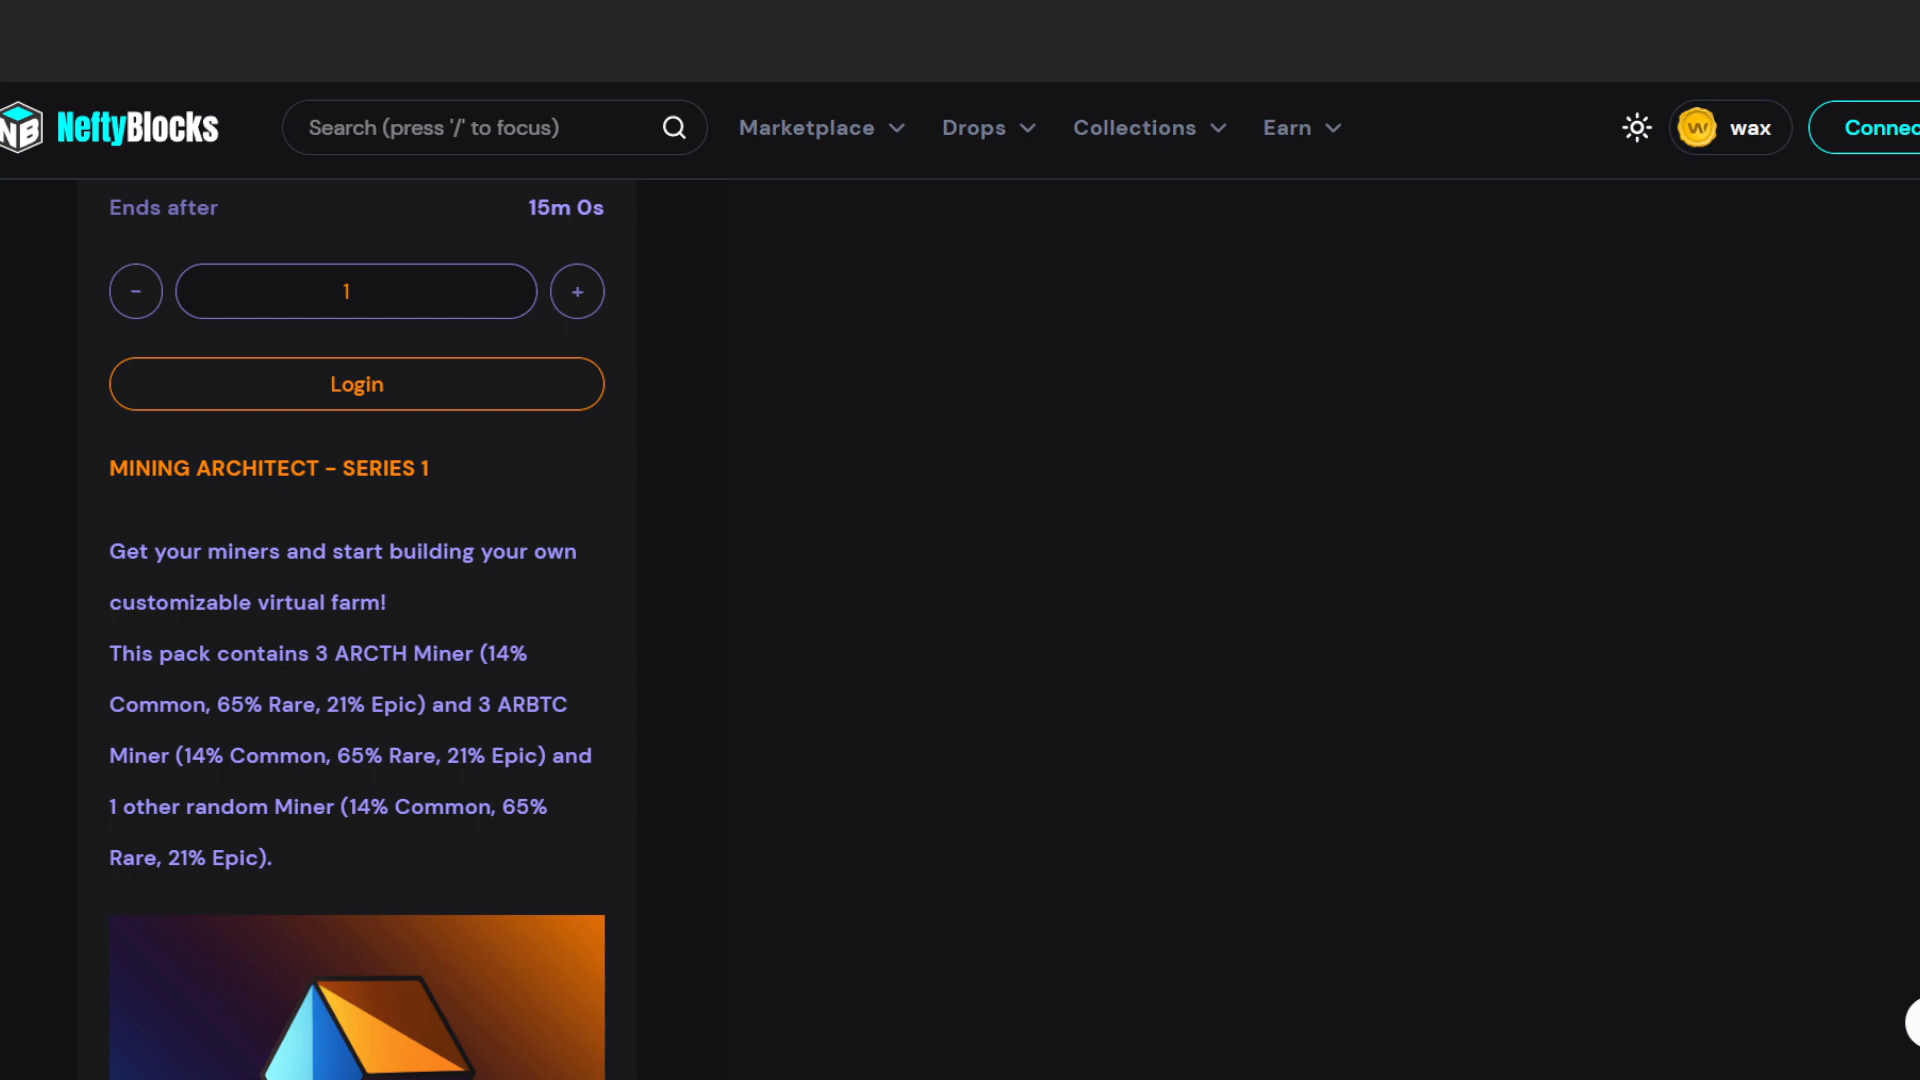 NB NeftyBlocks Search (press '/' to focus) Marketplace Drops Collections Earn W wax Connec
Ends after 15m 0s
- 1 +
Login
MINING ARCHITECT - SERIES 1
Get your miners and start building your own
customizable virtual farm!
This pack contains 3 ARCTH Miner (14%
Common, 65% Rare, 21% Epic) and 3 ARBTC
Miner (14% Common, 65% Rare, 21% Epic) and
1 other random Miner (14% Common, 65%
Rare, 21% Epic).